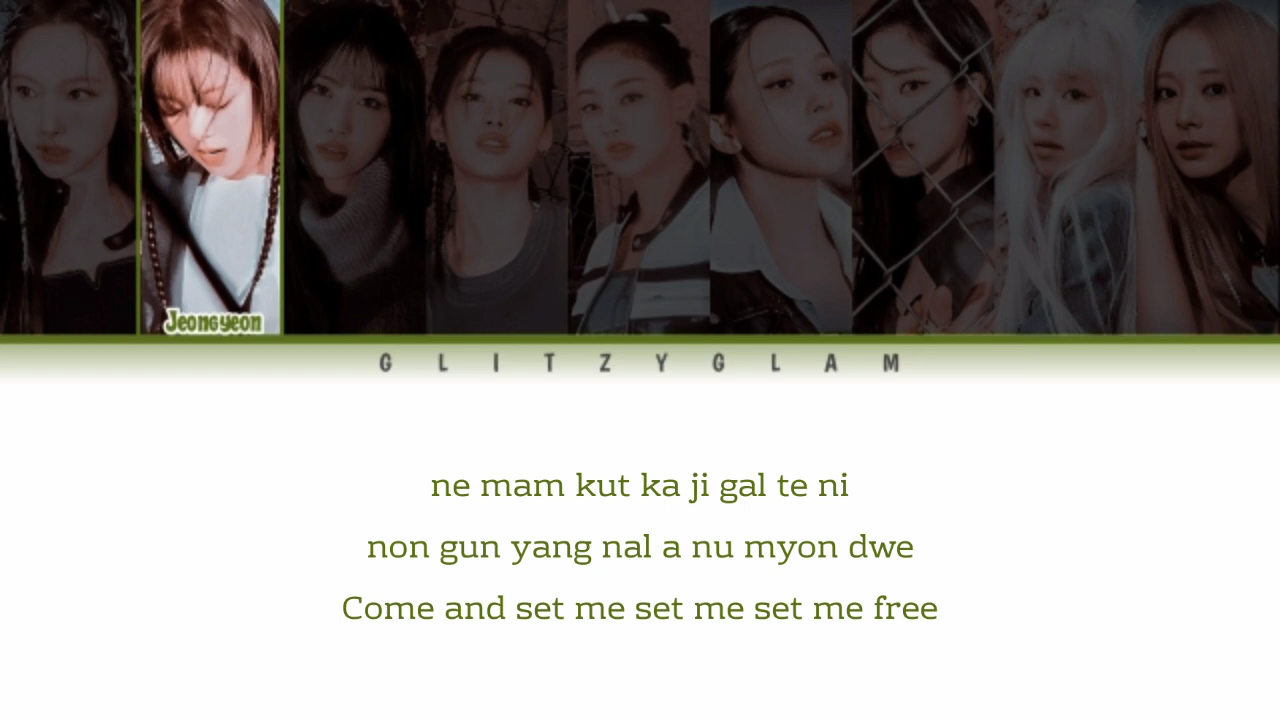 Jeongyeon
GLITZYGLAM
ne mam kut ka ji gal te ni
non gun yang nal a nu myon dwe
Come and set me set me set me free